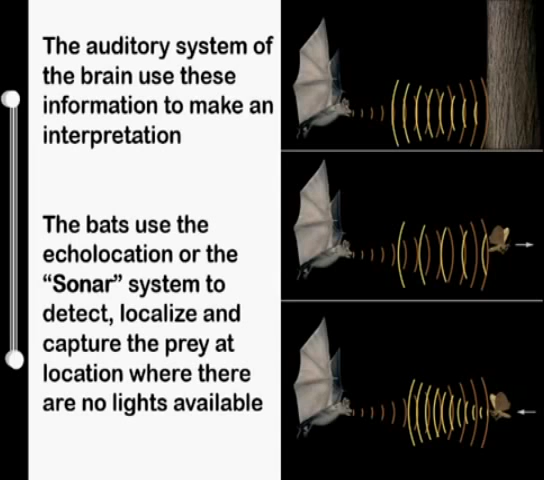 The auditory system of
the brain use these
information to make an
interpretation
The bats use the
echolocation or the
“Sonar” system to
detect, localize and
capture the prey at
location where there
are no lights available